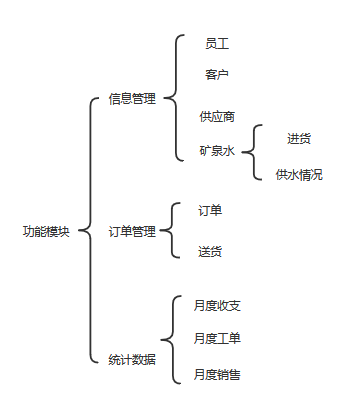 员工
客户
信息管理
供应商
进货
矿泉水
供水情况
订单
功能模块
订单管理
送货
月度收支
月度工单
统计数据
月度销售